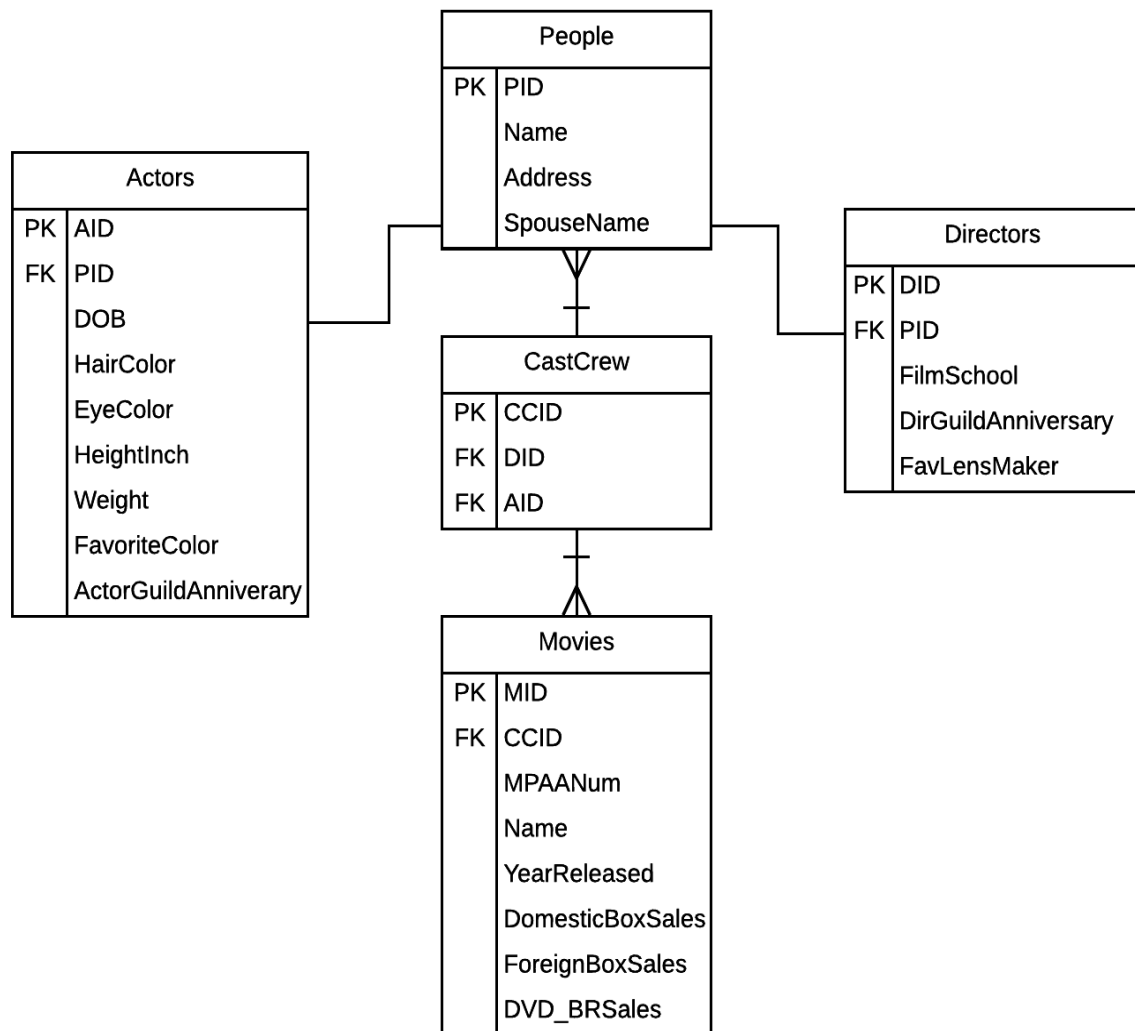 People
PK PID
Name
Address
SpouseName
Actors
PK AID
FK PID
DOB
HairColor
EyeColor
HeightInch
Weight
FavoriteColor
ActorGuildAnniverary
Directors
PK DID
FK PID
FilmSchool
DirGuildAnniversary
FavLensMaker
CastCrew
PK CCID
FK DID
FK AID
Movies
PK MID
FK CCID
MPAANum
Name
YearReleased
DomesticBoxSales
ForeignBoxSales
DVD_BRSales